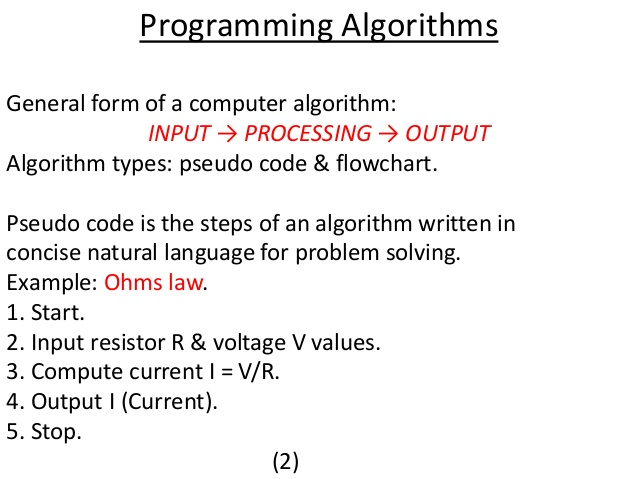 Programming Algorithms
General form of a computer algorithm:
INPUT → PROCESSING → OUTPUT
Algorithm types: pseudo code & flowchart.
Pseudo code is the steps of an algorithm written in
concise natural language for problem solving.
Example: Ohms law.
1. Start.
2. Input resistor R & voltage V values.
3. Compute current I = V/R.
4. Output I (Current).
5. Stop.
(2)